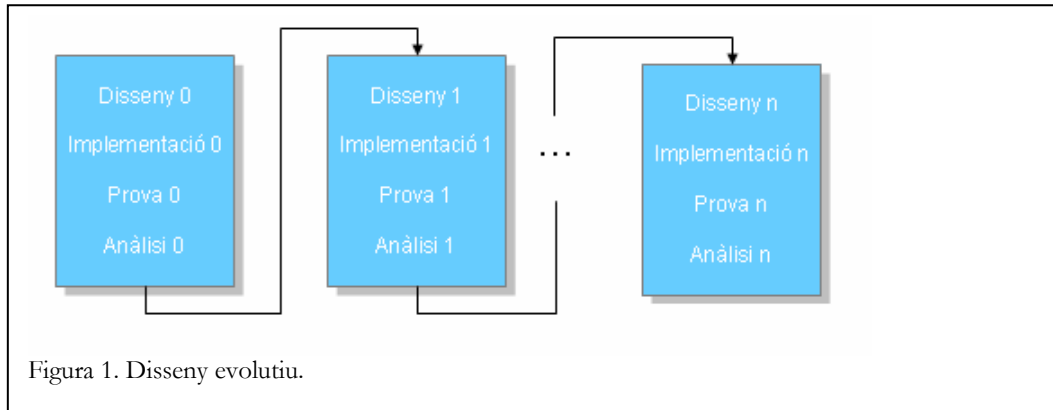 Disseny 0
Implementació 0
Prova 0
Anàlisi 0
Disseny 1
Implementació 1
Prova 1
Anàlisi 1
...
Disseny n
Implementació n
Prova n
Anàlisi n
Figura 1. Disseny evolutiu.